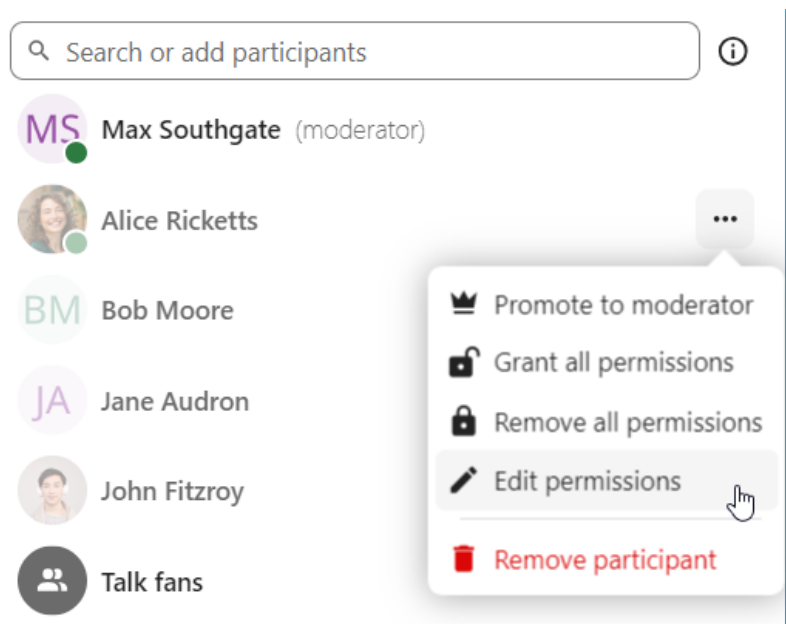 Search or add participants
MS Max Southgate (moderator)
Alice Ricketts
Promote to moderator
BM Bob Moore
Grant all permissions
JA Jane Audron
Remove all permissions
John Fitzroy
Edit permissions
Talk fans
Remove participant